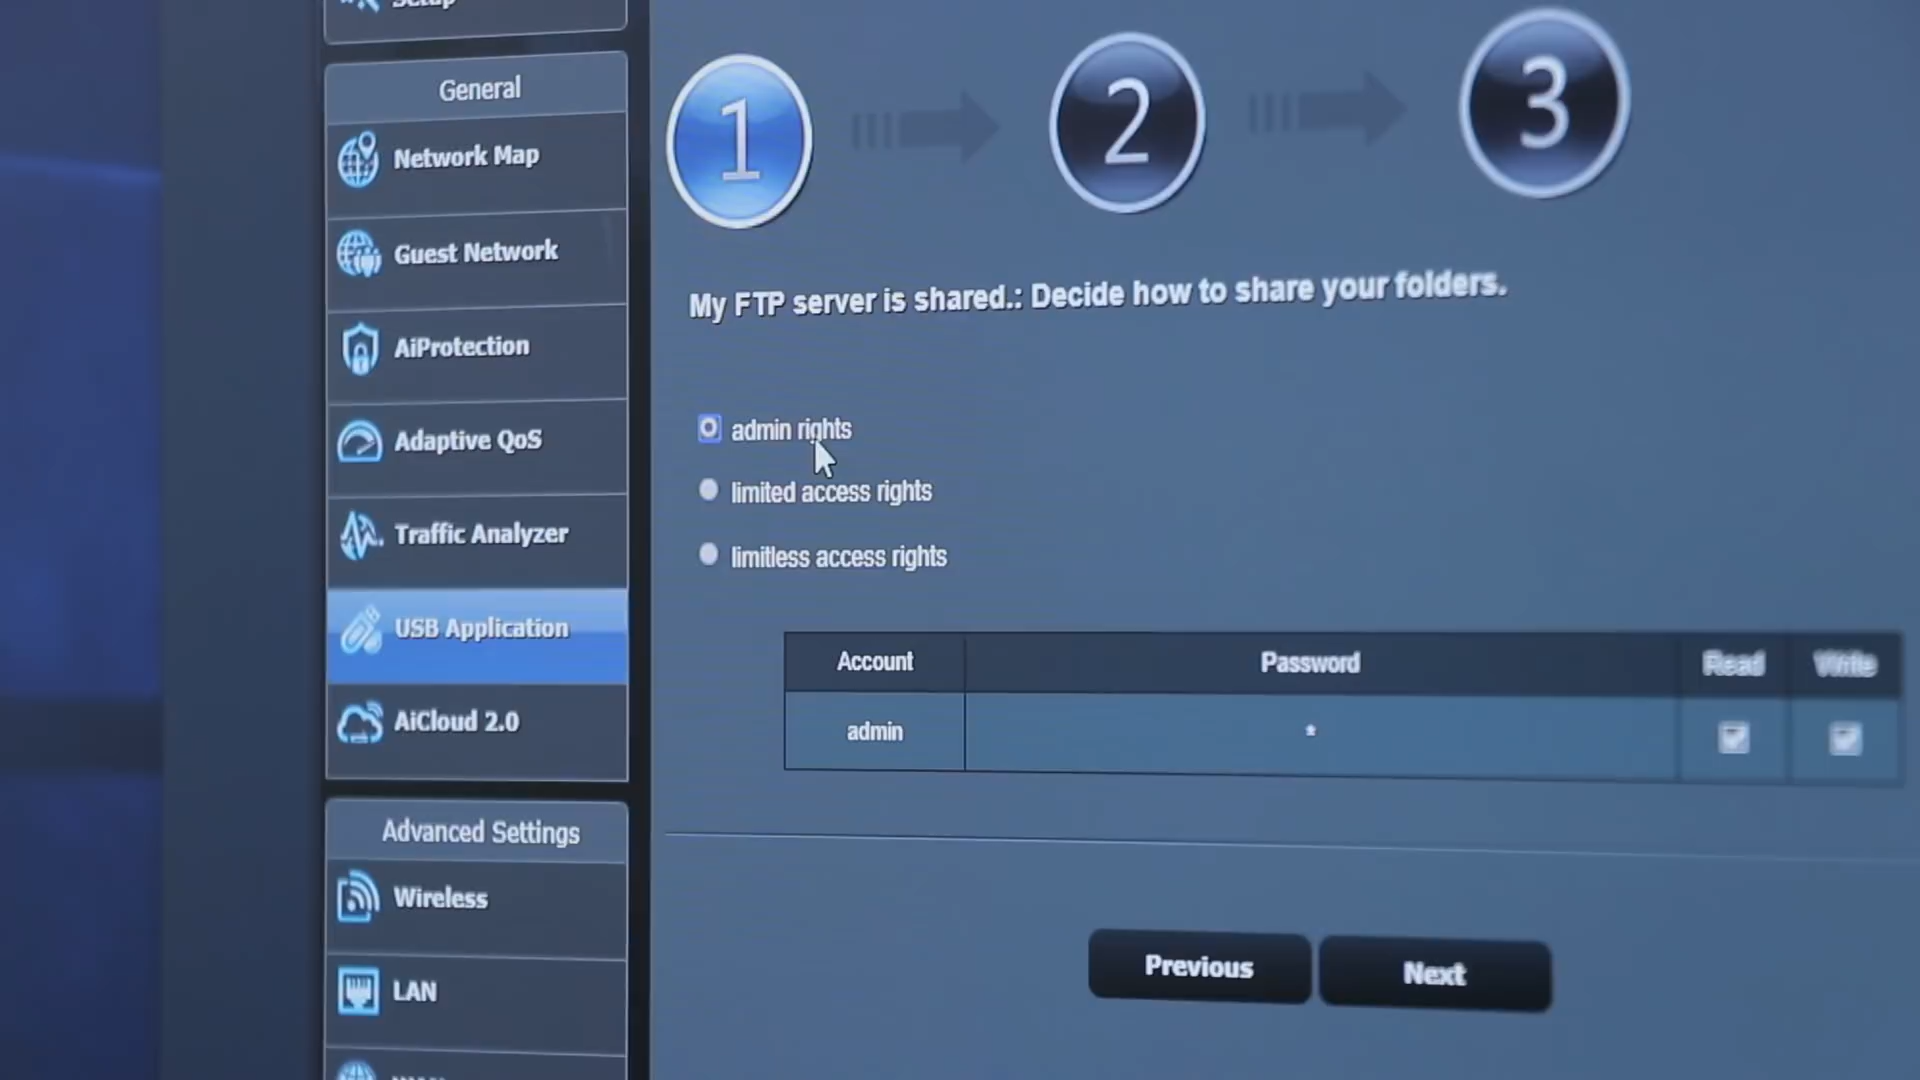 Setup
General
Network Map
Guest Network
AiProtection
Adaptive QoS
Traffic Analyzer
USB Application
AiCloud 2.0
Advanced Settings
Wireless
LAN
1
2
3
My FTP server is shared.: Decide how to share your folders.
admin rights
limited access rights
limitless access rights
Account Password Read Write
admin *
Previous Next